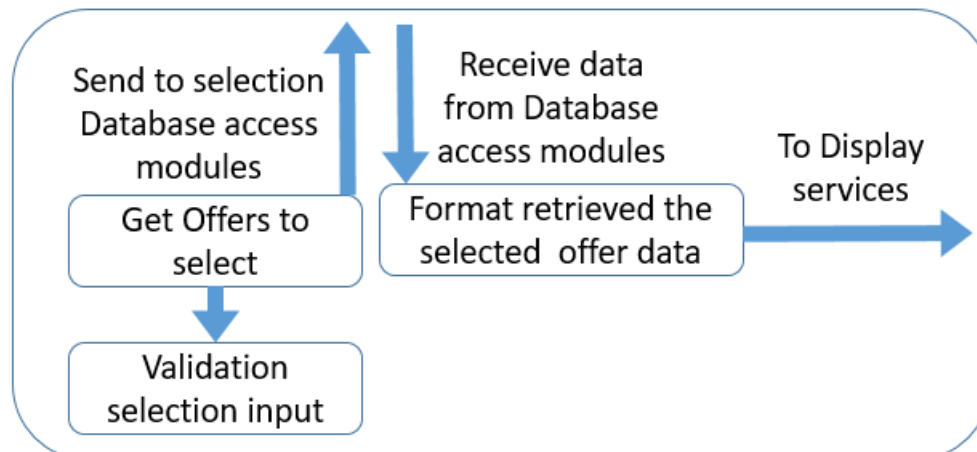 Send to selection
Database access
modules
Receive data
from Database
access modules
To Display
services
Get Offers to
select
Format retrieved the
selected offer data
Validation
selection input